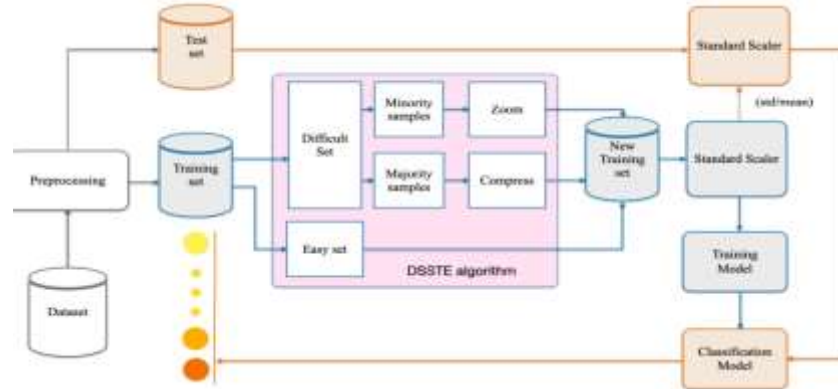 Test
set
Standard Scaler
(std/mean)
Minority
samples
Zoom
Difficult
Set
New
Training
set
Training
set
Standard Scaler
Preprocessing
Majority
samples
Compress
Easy set
DSSTE algorithm
Training
Model
Dataset
Classification
Model